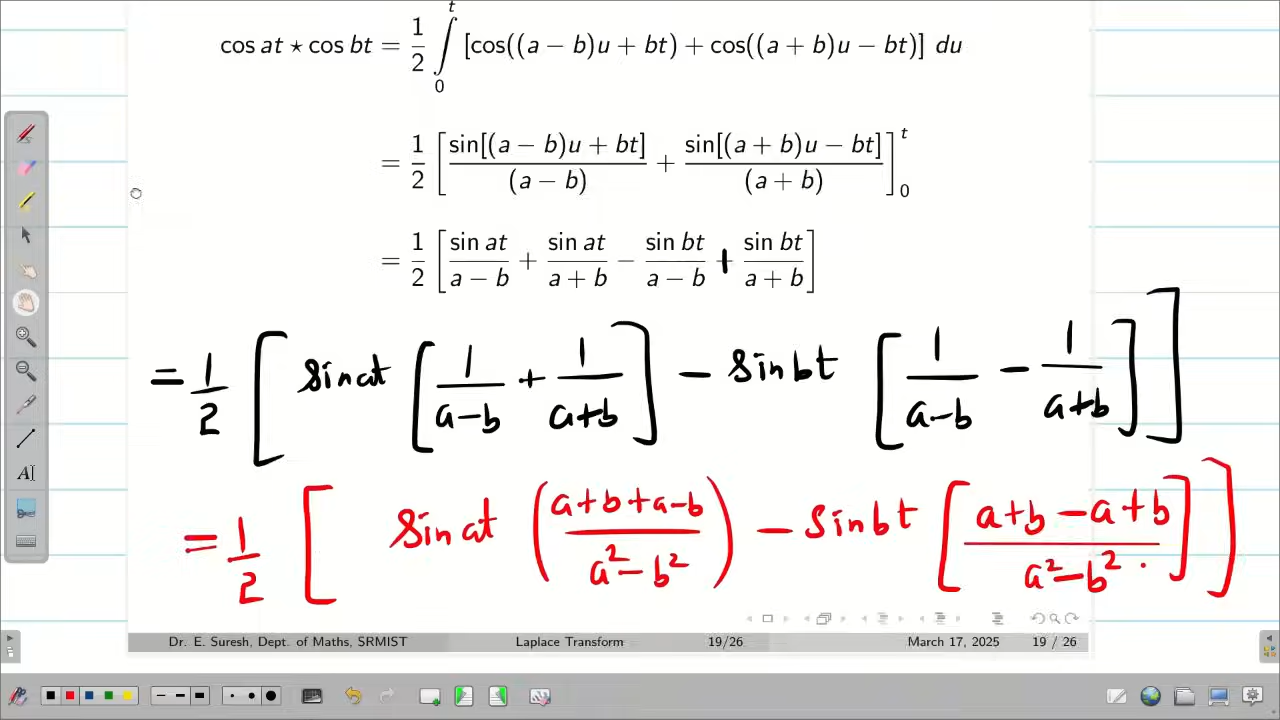 cos at ⋆ cos bt = 1/2 ∫₀ᵗ [cos((a − b)u + bt) + cos((a + b)u − bt)] du
= 1/2 [ sin[(a − b)u + bt]/(a − b) + sin[(a + b)u − bt]/(a + b) ]₀ᵗ
= 1/2 [ sin at/(a − b) + sin at/(a + b) − sin bt/(a − b) + sin bt/(a + b) ]
= 1/2 [ sin at [ 1/(a−b) + 1/(a+b) ] − sin bt [ 1/(a−b) − 1/(a+b) ] ]
= 1/2 [ sin at ( (a+b+a−b)/(a²−b²) ) − sin bt [ (a+b−a+b)/(a²−b²) ] ]
Dr. E. Suresh, Dept. of Maths, SRMIST Laplace Transform 19/26 March 17, 2025 19 / 26